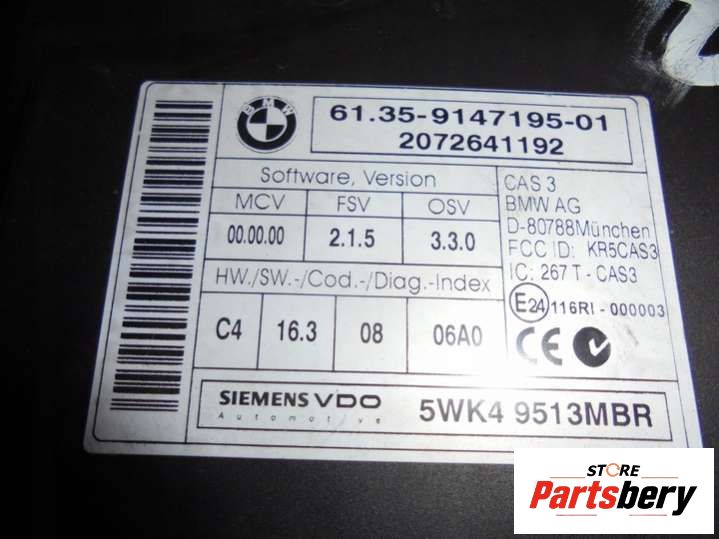 BMW
61.35-9147195-01
2072641192
Software, Version
MCV FSV OSV
00.00.00 2.1.5 3.3.0
HW./SW.-/Cod.-/Diag.-Index
C4 16.3 08 06A0
CAS 3
BMW AG
D-80788München
FCC ID: KR5CAS3
IC: 267 T - CAS3
E24 116RI - 000003
CE
SIEMENS VDO
Automotive
5WK4 9513MBR
STORE
Partsbery